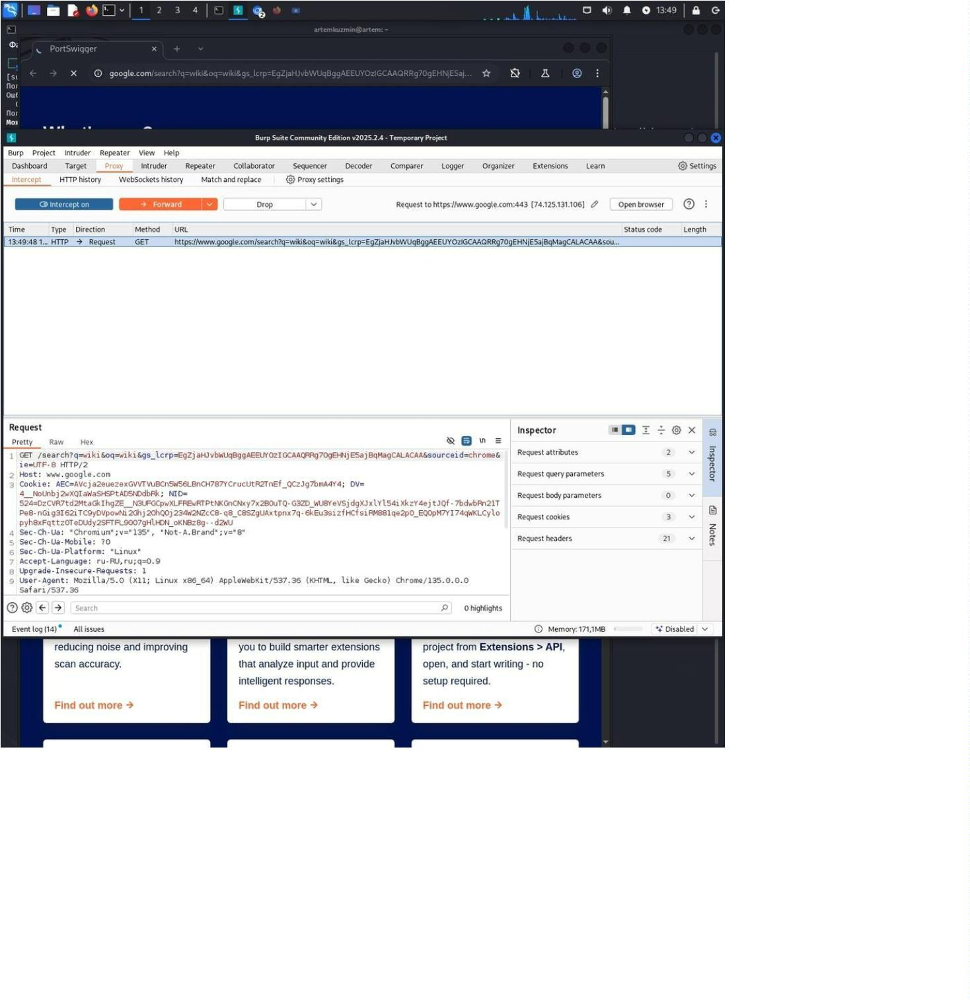 1 2 3 4 2 13:49
artemkuzmin@artem: ~
PortSwigger
google.com/search?q=wiki&oq=wiki&gs_lcrp=EgZjaHJvbWUqBggAEEUYOzIGCAAQRRg70gEHNjE5aj...
Burp Suite Community Edition v2025.2.4 - Temporary Project
Burp Project Intruder Repeater View Help
Dashboard Target Proxy Intruder Repeater Collaborator Sequencer Decoder Comparer Logger Organizer Extensions Learn Settings
Intercept HTTP history WebSockets history Match and replace Proxy settings
Intercept on Forward Drop Request to https://www.google.com:443 [74.125.131.106] Open browser
Time Type Direction Method URL Status code Length
13:49:48 1... HTTP → Request GET https://www.google.com/search?q=wiki&oq=wiki&gs_lcrp=EgZjaHJvbWUqBggAEEUYOzIGCAAQRRg70gEHNjE5ajBqMagCALACAA&sou...
Request
Pretty Raw Hex \n
1 GET /search?q=wiki&oq=wiki&gs_lcrp=EgZjaHJvbWUqBggAEEUYOzIGCAAQRRg70gEHNjE5ajBqMagCALACAA&sourceid=chrome&
ie=UTF-8 HTTP/2
2 Host: www.google.com
3 Cookie: AEC=AVcja2euezexGVVTVuBCn5W56LBnCH787YCrucUtR2TnEf_QCzJg7bmA4Y4; DV=
4__NoUnbj2wXQIaWaSHSPtAD5NDdbRk; NID=
524=DzCVR7td2MtaGkIhgZE__N3UFGCpwXLFREwRTPtNKGnCNxy7x2BOuTQ-G3ZD_WU8YeVSjdgXJxlYl54iXkzY4ejtJQf-7bdwbRn21T
Pe8-nGig3I62iTC9yDVpowNi2Ghj2OhQOj234W2NZcC8-q8_C8SZgUAxtpnx7q-6kEu3sizfHCfsiRM881qe2pO_EQOpM7YI74qWKLCylo
pyh8xFqttzOTeDUdy2SFTFL9007gHlHDN_oKNBz8g--d2WU
4 Sec-Ch-Ua: "Chromium";v="135", "Not-A.Brand";v="8"
5 Sec-Ch-Ua-Mobile: ?0
6 Sec-Ch-Ua-Platform: "Linux"
7 Accept-Language: ru-RU,ru;q=0.9
8 Upgrade-Insecure-Requests: 1
9 User-Agent: Mozilla/5.0 (X11; Linux x86_64) AppleWebKit/537.36 (KHTML, like Gecko) Chrome/135.0.0.0
Safari/537.36
Search 0 highlights
Inspector
Request attributes 2
Request query parameters 5
Request body parameters 0
Request cookies 3
Request headers 21
Inspector
Notes
Event log (14) All issues Memory: 171,1MB Disabled
reducing noise and improving
scan accuracy.
Find out more →
you to build smarter extensions
that analyze input and provide
intelligent responses.
Find out more →
project from Extensions > API,
open, and start writing - no
setup required.
Find out more →